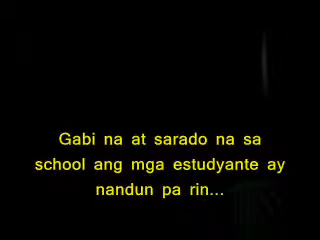 Gabi na at sarado na sa
school ang mga estudyante ay
nandun pa rin...